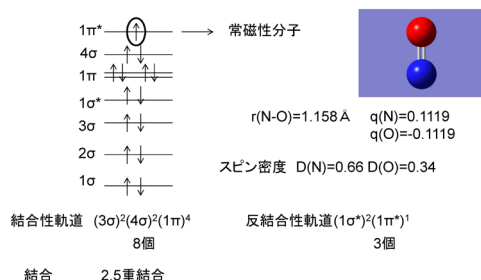 1π*
常磁性分子
4σ
1π
1σ*
3σ
2σ
1σ
r(N-O)=1.158Å q(N)=0.1119
q(O)=-0.1119
スピン密度 D(N)=0.66 D(O)=0.34
結合性軌道 (3σ)²(4σ)²(1π)⁴ 反結合性軌道(1σ*)²(1π*)¹
8個 3個
結合 2.5重結合